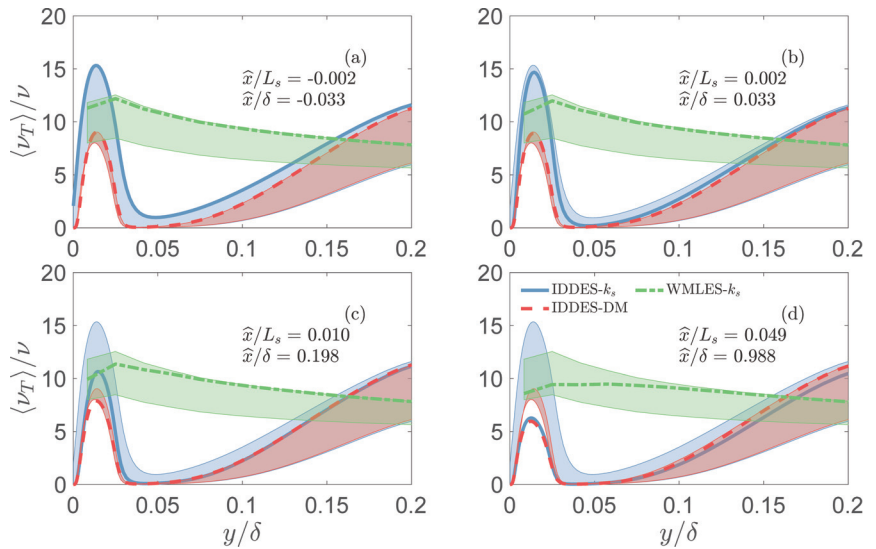 20
15
10
5
0
⟨ν_T⟩/ν
(a)
x̂/L_s = -0.002
x̂/δ = -0.033
0 0.05 0.1 0.15 0.2
20
15
10
5
0
(b)
x̂/L_s = 0.002
x̂/δ = 0.033
0 0.05 0.1 0.15 0.2
20
15
10
5
0
⟨ν_T⟩/ν
(c)
x̂/L_s = 0.010
x̂/δ = 0.198
0 0.05 0.1 0.15 0.2
y/δ
20
15
10
5
0
IDDES-k_s WMLES-k_s
IDDES-DM
(d)
x̂/L_s = 0.049
x̂/δ = 0.988
0 0.05 0.1 0.15 0.2
y/δ